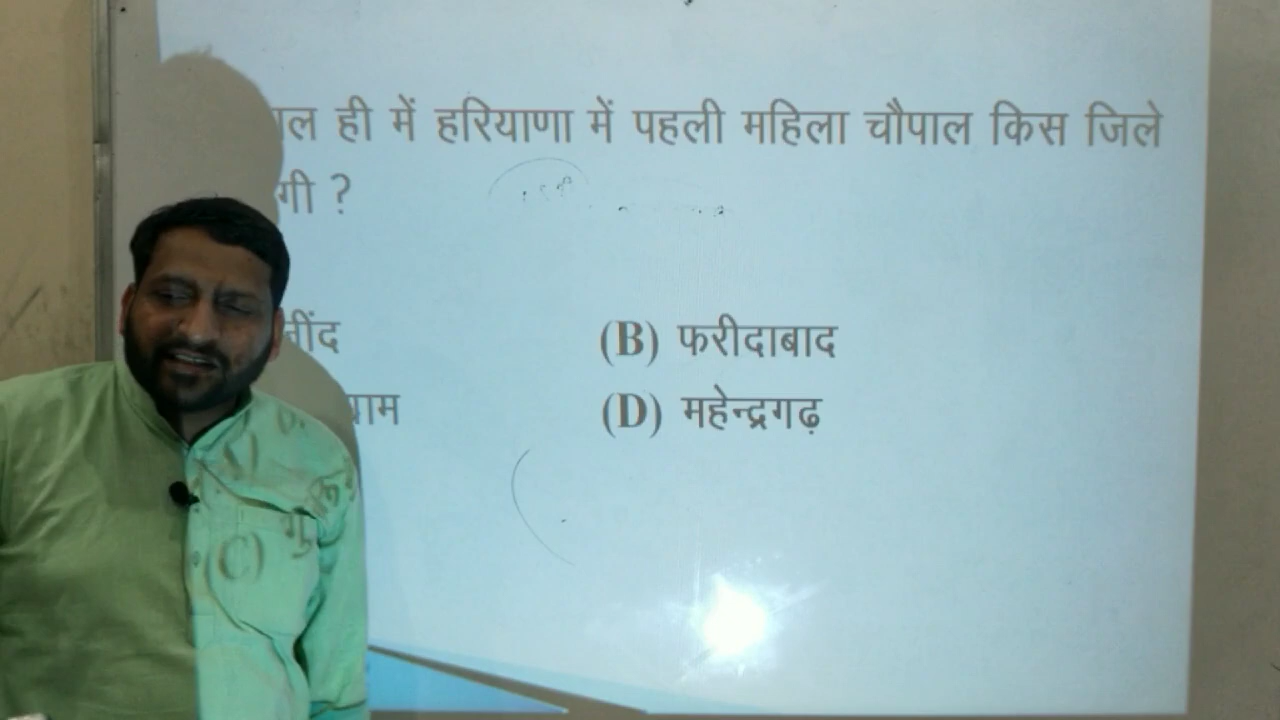 ही में हरियाणा में पहली महिला चौपाल किस जिले
?
(B) फरीदाबाद
(D) महेन्द्रगढ़
(C)